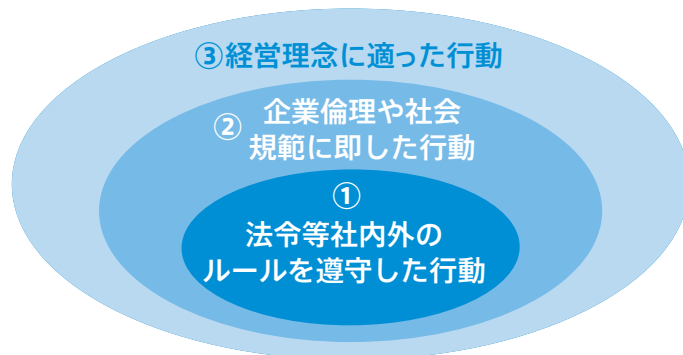 ③経営理念に適った行動
② 企業倫理や社会
規範に即した行動
①
法令等社内外の
ルールを遵守した行動